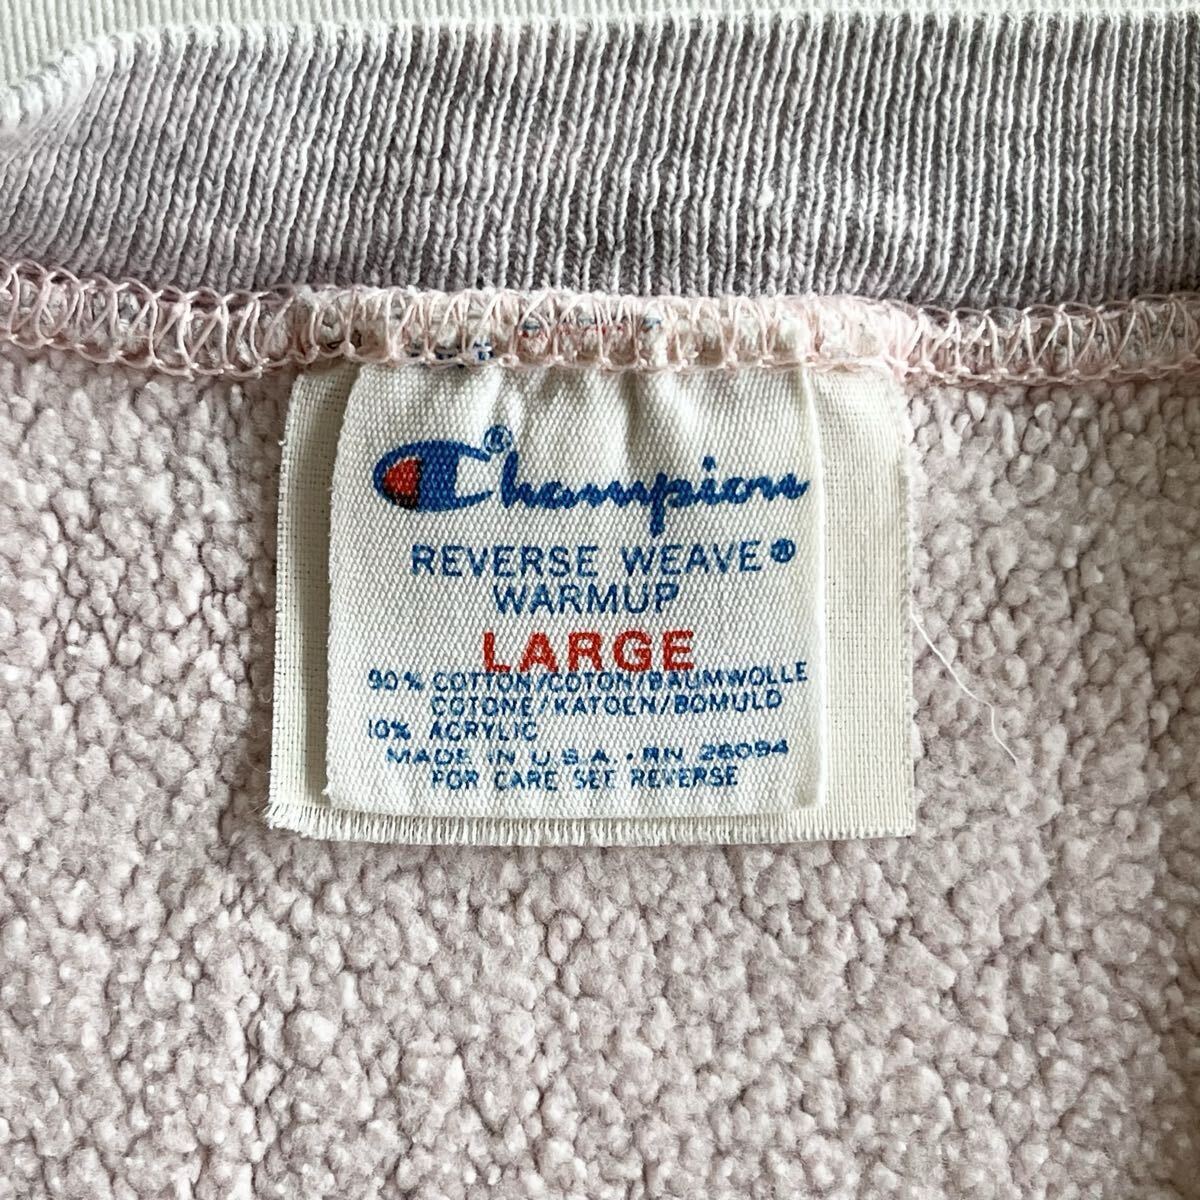 Champion®
REVERSE WEAVE®
WARMUP
LARGE
90% COTTON/COTON/BAUMWOLLE
COTONE/KATOEN/BOMULD
10% ACRYLIC
MADE IN U.S.A. · RN 26094
FOR CARE SEE REVERSE